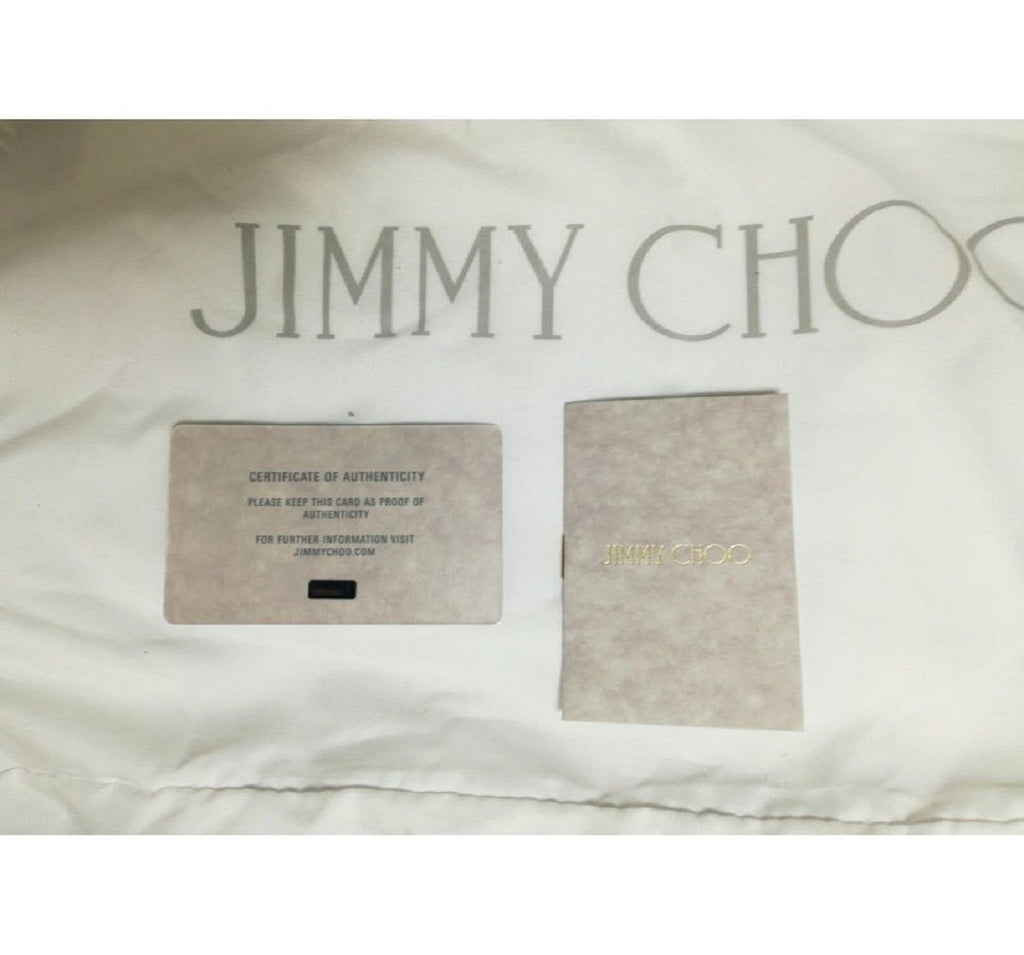 JIMMY CHOO
CERTIFICATE OF AUTHENTICITY
PLEASE KEEP THIS CARD AS PROOF OF
AUTHENTICITY
FOR FURTHER INFORMATION VISIT
JIMMYCHOO.COM
JIMMY CHOO